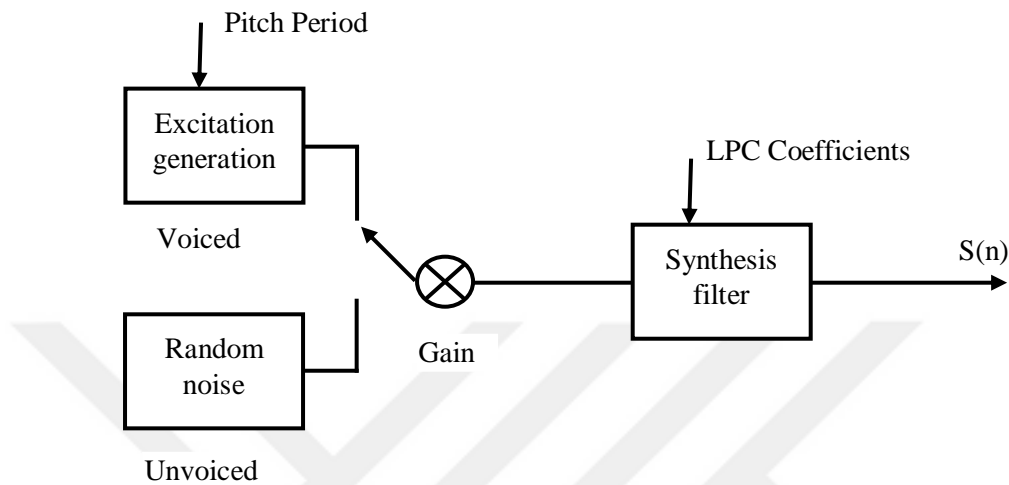 Pitch Period
Excitation
generation
Voiced
LPC Coefficients
Synthesis
filter
S(n)
Gain
Random
noise
Unvoiced